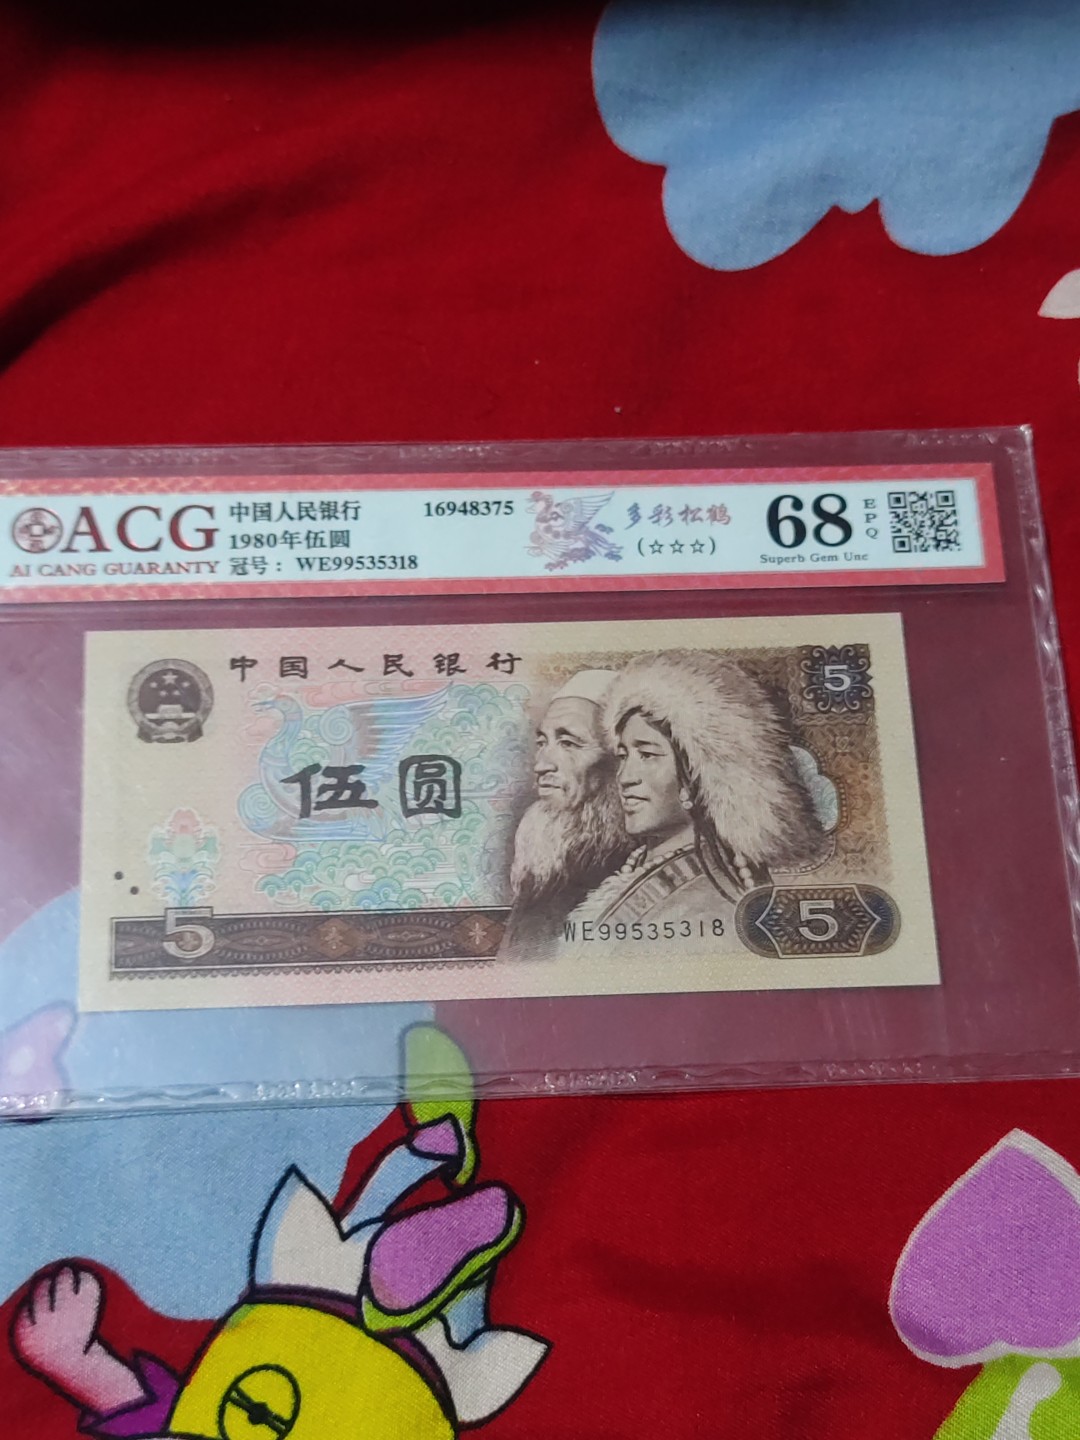 ACG
AI CANG GUARANTY
中国人民银行
1980年伍圆
冠号： WE99535318
16948375
多彩松鹤
(☆☆☆)
68
EPQ
Superb Gem Unc
中国人民银行
5
伍圆
5
WE99535318
5